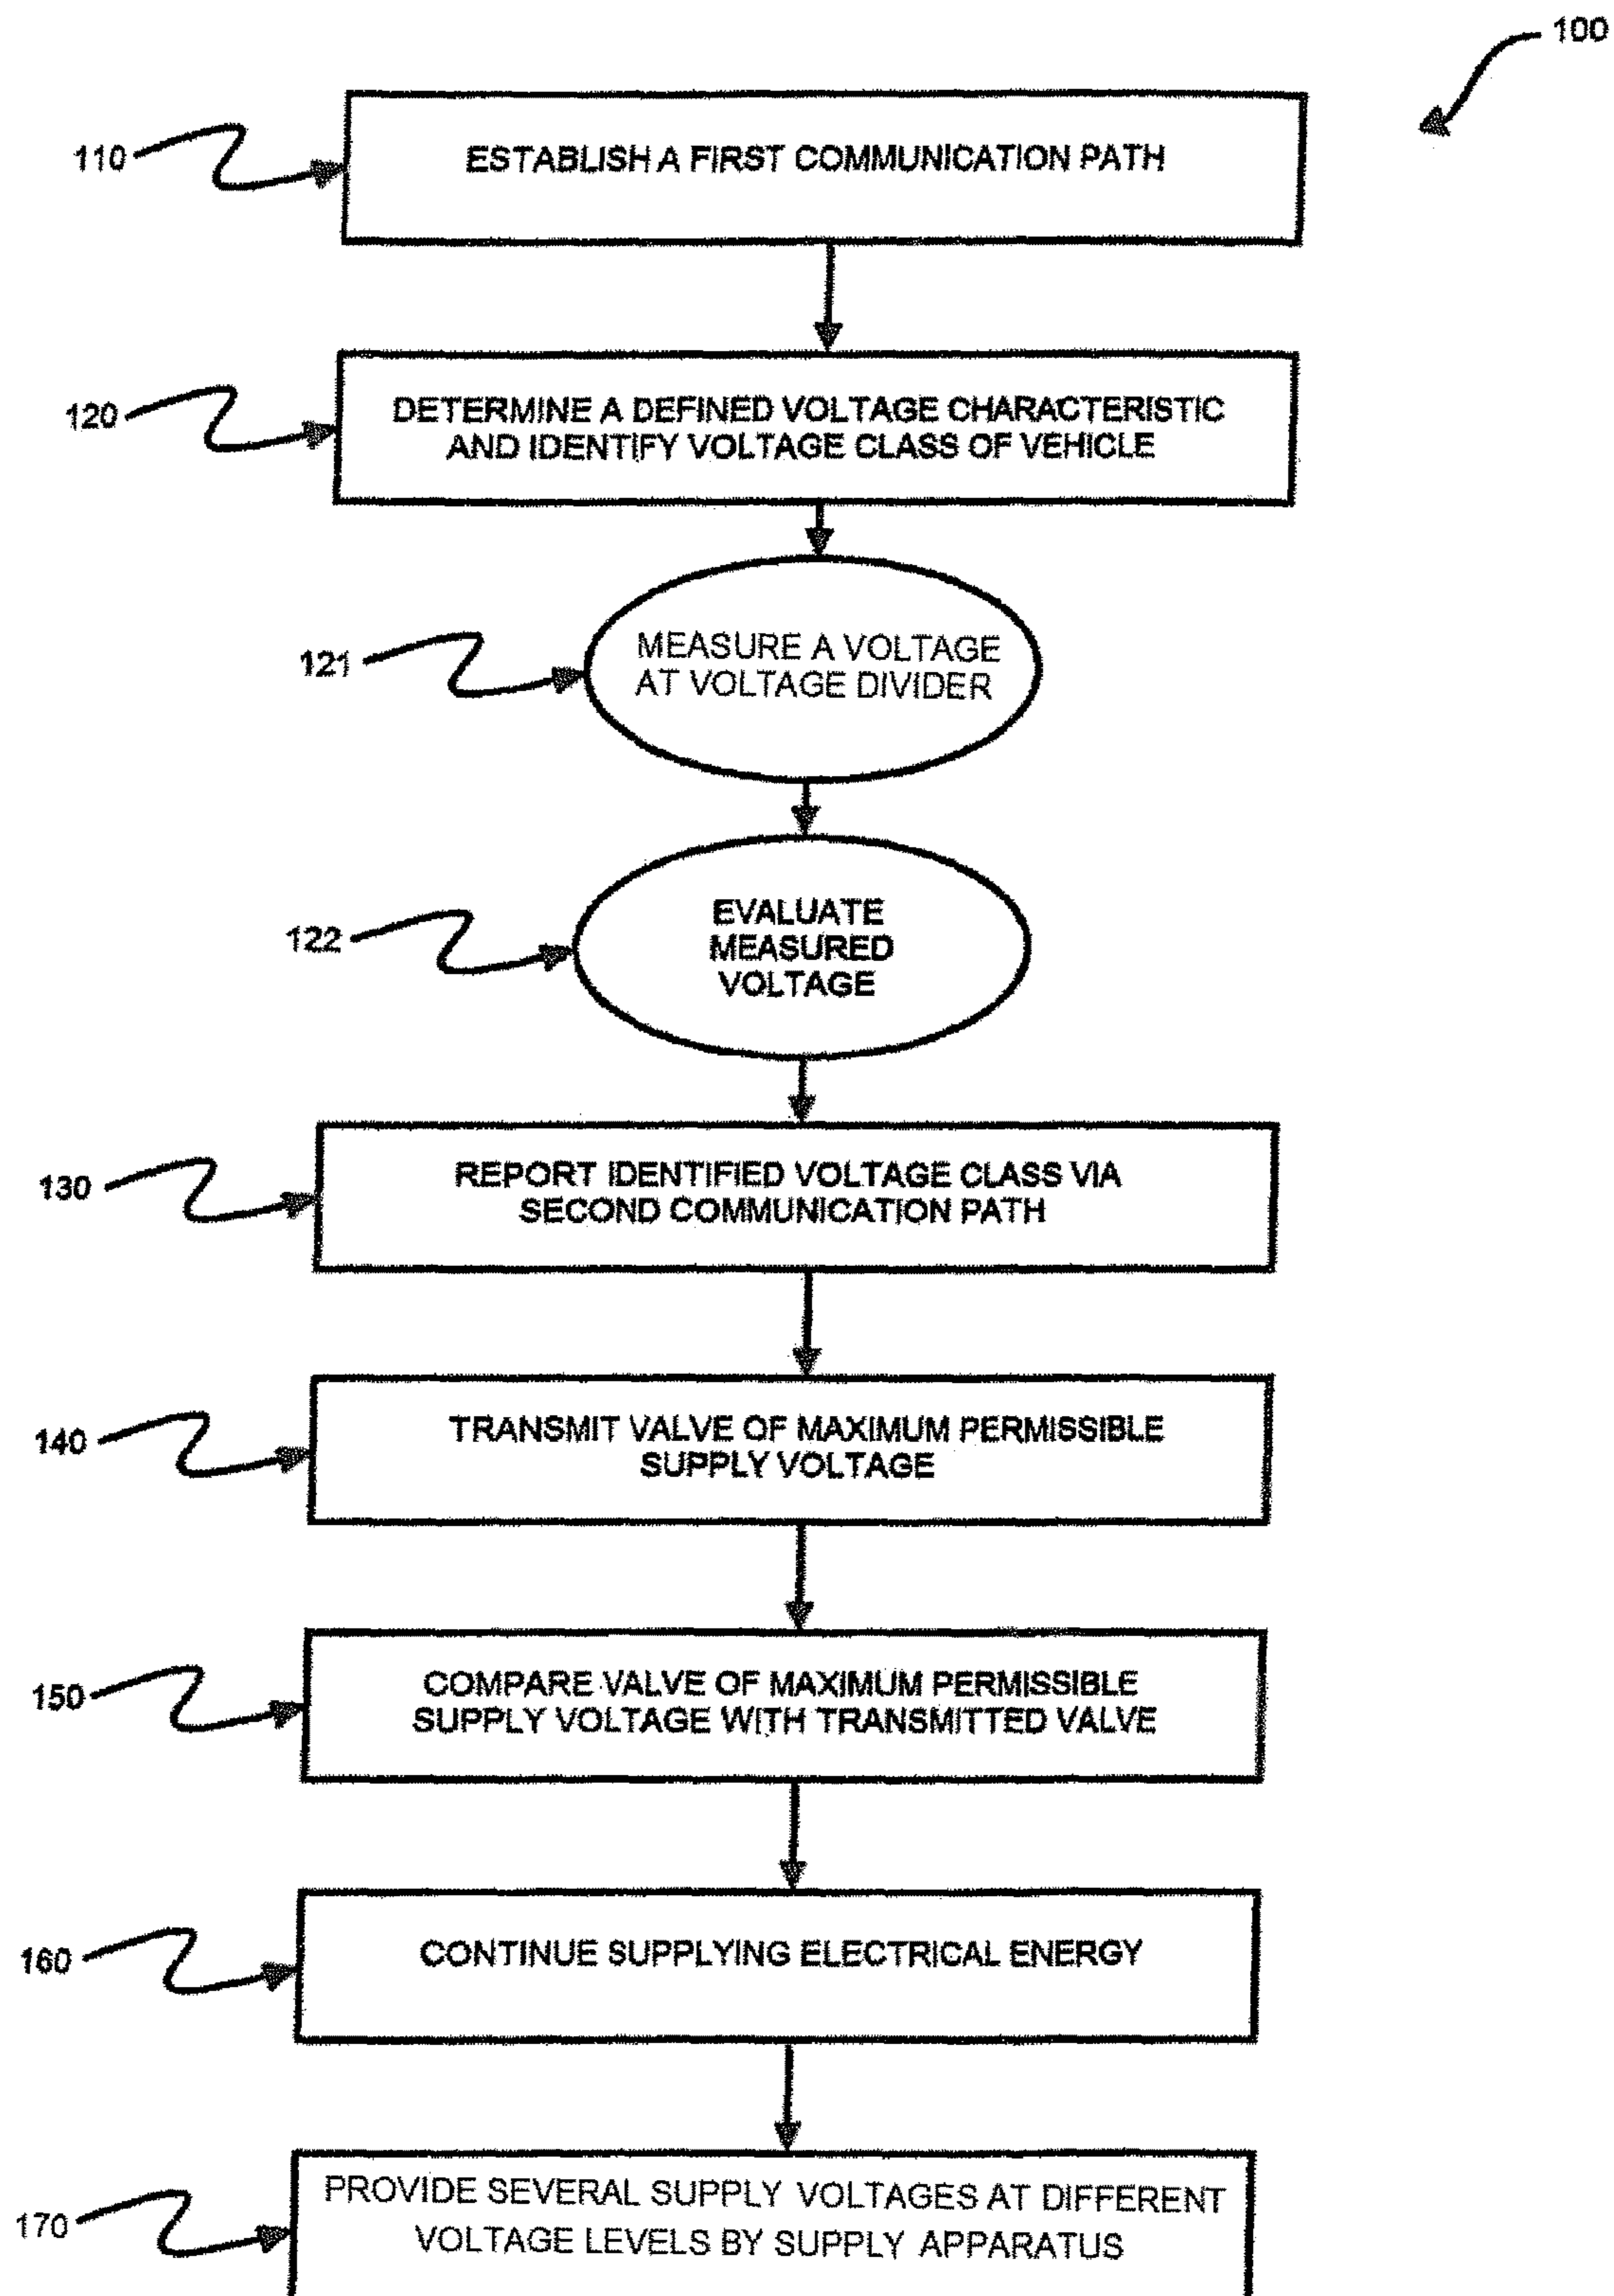 100
110
ESTABLISH A FIRST COMMUNICATION PATH
120
DETERMINE A DEFINED VOLTAGE CHARACTERISTIC
AND IDENTIFY VOLTAGE CLASS OF VEHICLE
121
MEASURE A VOLTAGE
AT VOLTAGE DIVIDER
122
EVALUATE
MEASURED
VOLTAGE
130
REPORT IDENTIFIED VOLTAGE CLASS VIA
SECOND COMMUNICATION PATH
140
TRANSMIT VALVE OF MAXIMUM PERMISSIBLE
SUPPLY VOLTAGE
150
COMPARE VALVE OF MAXIMUM PERMISSIBLE
SUPPLY VOLTAGE WITH TRANSMITTED VALVE
160
CONTINUE SUPPLYING ELECTRICAL ENERGY
170
PROVIDE SEVERAL SUPPLY VOLTAGES AT DIFFERENT
VOLTAGE LEVELS BY SUPPLY APPARATUS